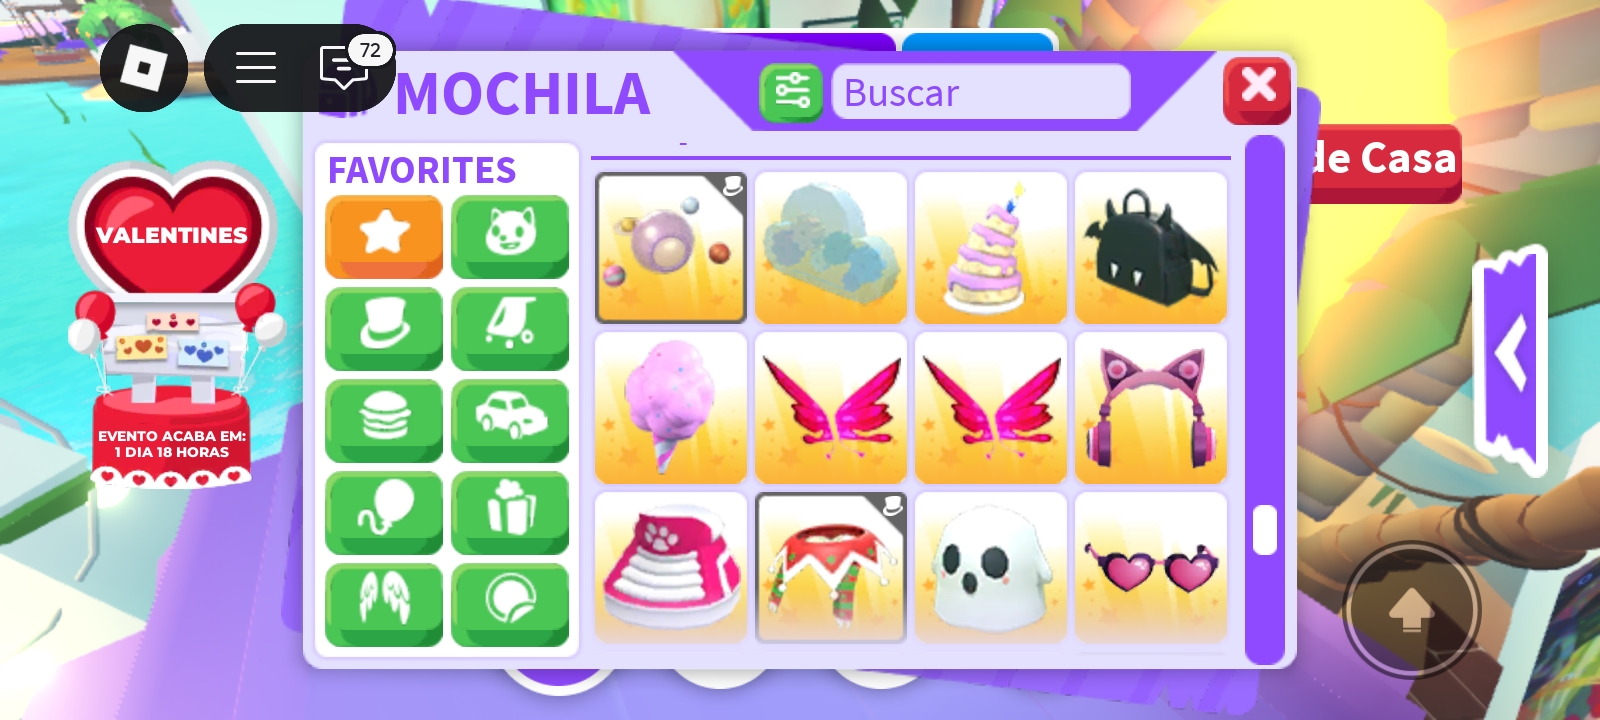 72
MOCHILA
Buscar
FAVORITES
de Casa
VALENTINES
EVENTO ACABA EM:
1 DIA 18 HORAS